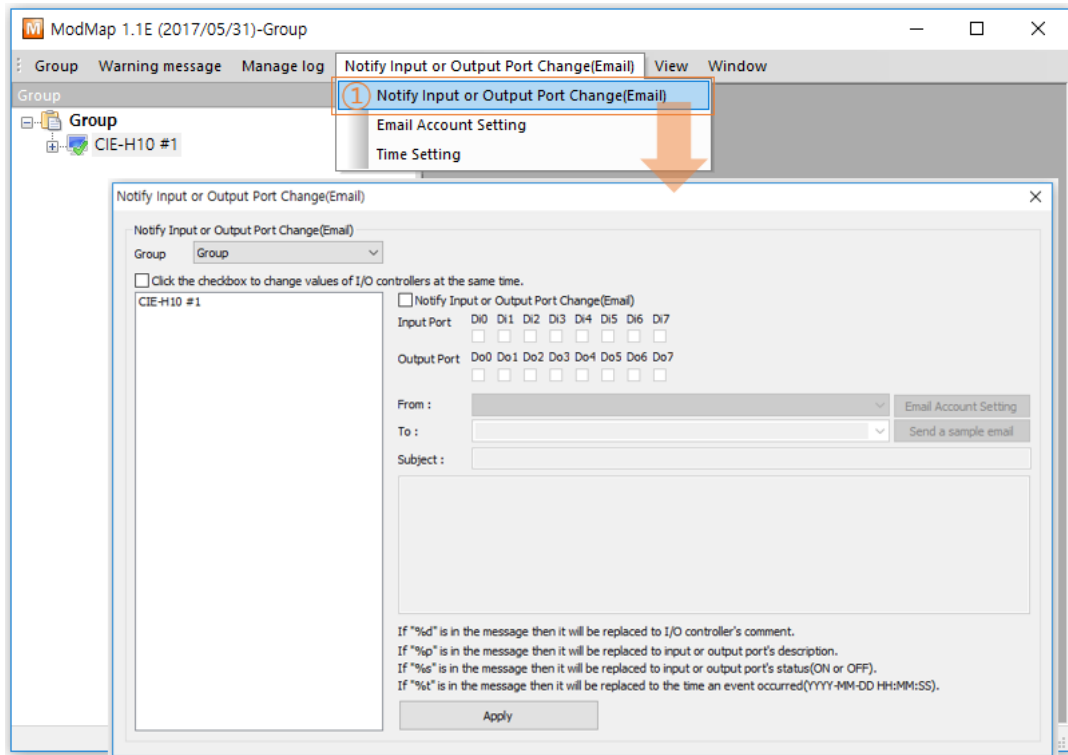 M ModMap 1.1E (2017/05/31)-Group
Group Warning message Manage log Notify Input or Output Port Change(Email) View Window
Group
① Notify Input or Output Port Change(Email)
Email Account Setting
Time Setting
Group
CIE-H10 #1
Notify Input or Output Port Change(Email)
Notify Input or Output Port Change(Email)
Group Group
Click the checkbox to change values of I/O controllers at the same time.
CIE-H10 #1
Notify Input or Output Port Change(Email)
Input Port Di0 Di1 Di2 Di3 Di4 Di5 Di6 Di7
Output Port Do0 Do1 Do2 Do3 Do4 Do5 Do6 Do7
From : Email Account Setting
To : Send a sample email
Subject :
If "%d" is in the message then it will be replaced to I/O controller's comment.
If "%p" is in the message then it will be replaced to input or output port's description.
If "%s" is in the message then it will be replaced to input or output port's status(ON or OFF).
If "%t" is in the message then it will be replaced to the time an event occurred(YYYY-MM-DD HH:MM:SS).
Apply